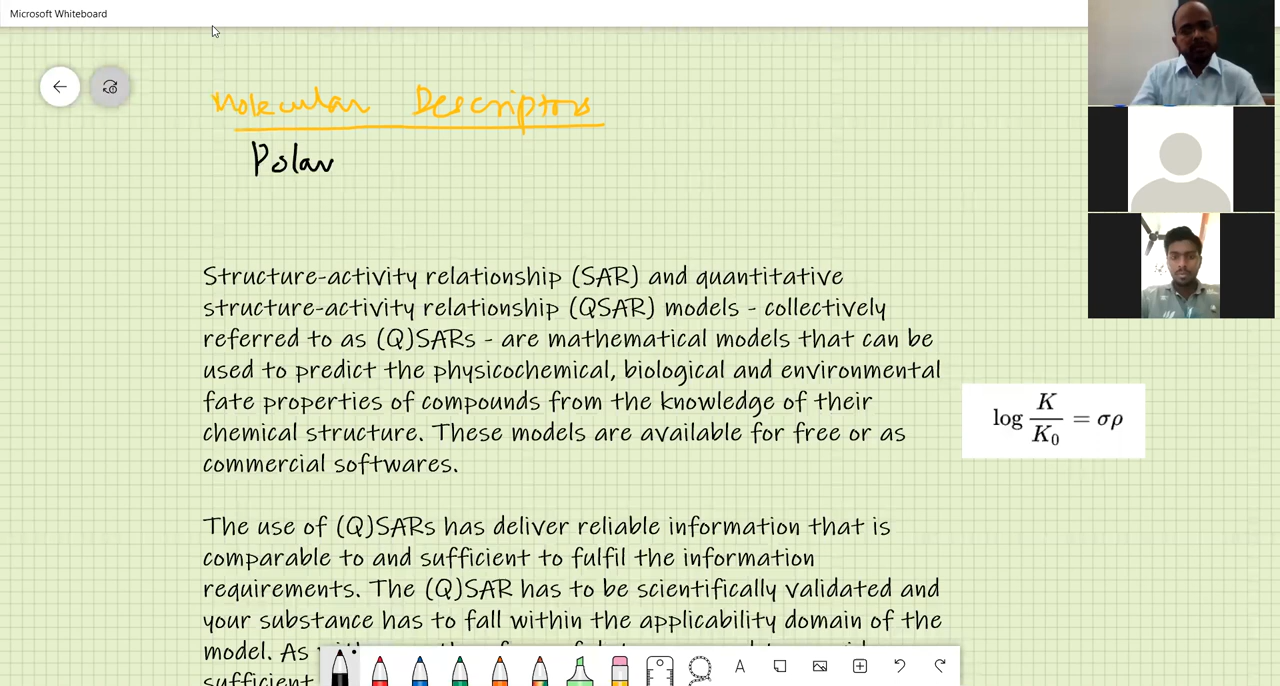 Microsoft Whiteboard
Molecular Descriptors
Polar
Structure-activity relationship (SAR) and quantitative
structure-activity relationship (QSAR) models - collectively
referred to as (Q)SARs - are mathematical models that can be
used to predict the physicochemical, biological and environmental
fate properties of compounds from the knowledge of their
chemical structure. These models are available for free or as
commercial softwares.
log K/K₀ = σρ
The use of (Q)SARs has deliver reliable information that is
comparable to and sufficient to fulfil the information
requirements. The (Q)SAR has to be scientifically validated and
your substance has to fall within the applicability domain of the
model. As
sufficient